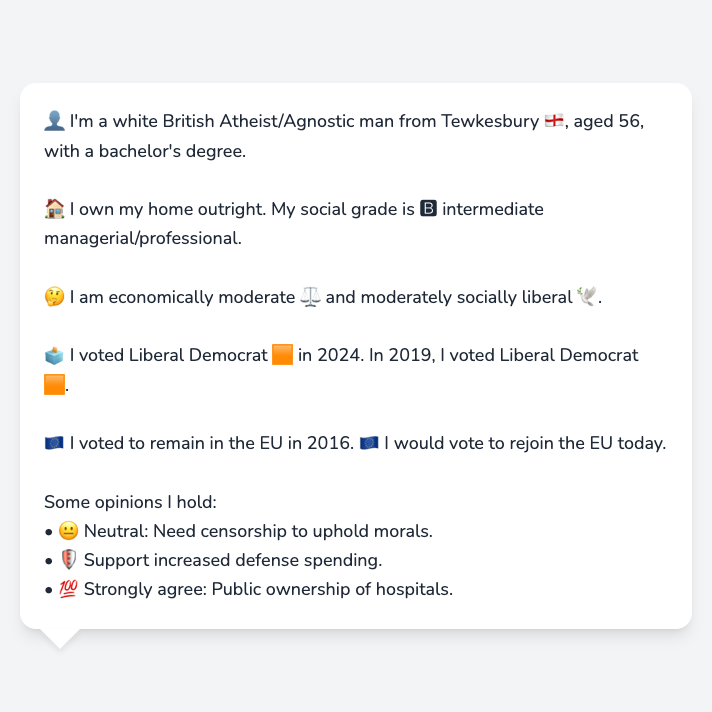 👤 I'm a white British Atheist/Agnostic man from Tewkesbury 🏴󠁧󠁢󠁥󠁮󠁧󠁿, aged 56,
with a bachelor's degree.
🏠 I own my home outright. My social grade is 🅱 intermediate
managerial/professional.
🤔 I am economically moderate ⚖️ and moderately socially liberal 🕊️.
🗳️ I voted Liberal Democrat 🟧 in 2024. In 2019, I voted Liberal Democrat
🟧.
🇪🇺 I voted to remain in the EU in 2016. 🇪🇺 I would vote to rejoin the EU today.
Some opinions I hold:
• 😐 Neutral: Need censorship to uphold morals.
• 🛡️ Support increased defense spending.
• 💯 Strongly agree: Public ownership of hospitals.